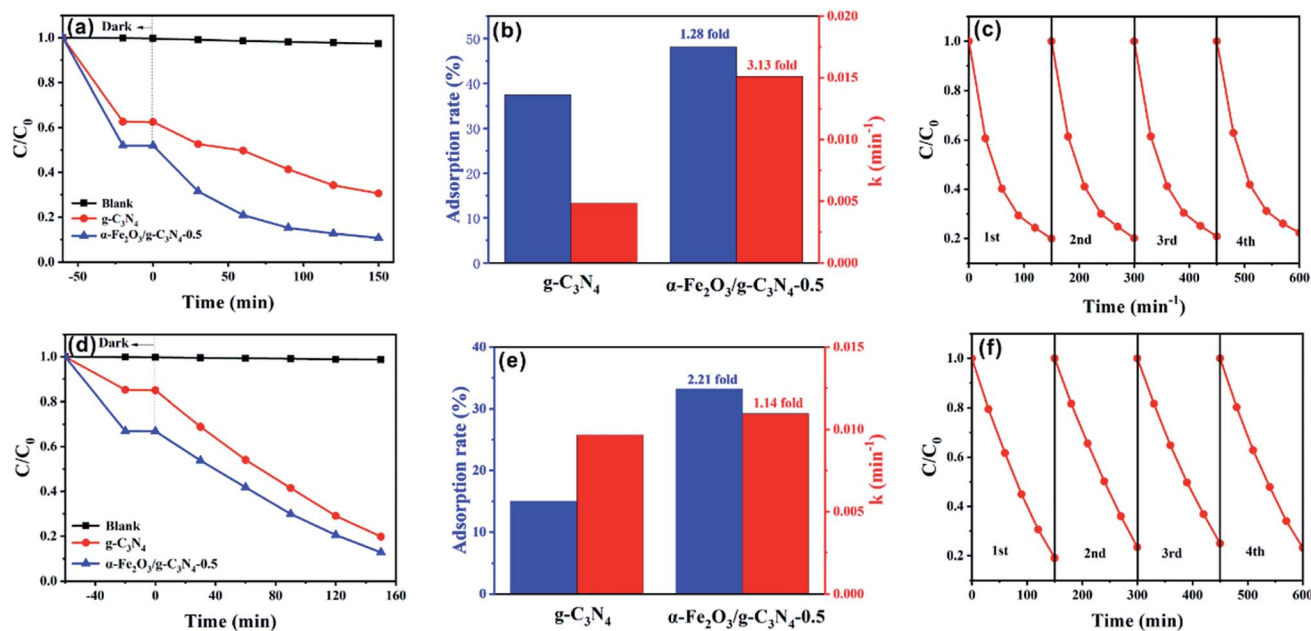 (a)
Dark
1.0
0.8
0.6
0.4
0.2
0.0
C/C₀
Blank
g-C₃N₄
α-Fe₂O₃/g-C₃N₄-0.5
-50 0 50 100 150
Time (min)
(b)
50
40
30
20
10
0
Adsorption rate (%)
1.28 fold
3.13 fold
0.020
0.015
0.010
0.005
0.000
k (min⁻¹)
g-C₃N₄ α-Fe₂O₃/g-C₃N₄-0.5
(c)
1.0
0.8
0.6
0.4
0.2
C/C₀
1st 2nd 3rd 4th
0 100 200 300 400 500 600
Time (min⁻¹)
(d)
Dark
1.0
0.8
0.6
0.4
0.2
0.0
C/C₀
Blank
g-C₃N₄
α-Fe₂O₃/g-C₃N₄-0.5
-40 0 40 80 120 160
Time (min)
(e)
40
35
30
25
20
15
10
5
0
Adsorption rate (%)
2.21 fold
1.14 fold
0.015
0.010
0.005
0.000
k (min⁻¹)
g-C₃N₄ α-Fe₂O₃/g-C₃N₄-0.5
(f)
1.0
0.8
0.6
0.4
0.2
C/C₀
1st 2nd 3rd 4th
0 100 200 300 400 500 600
Time (min)